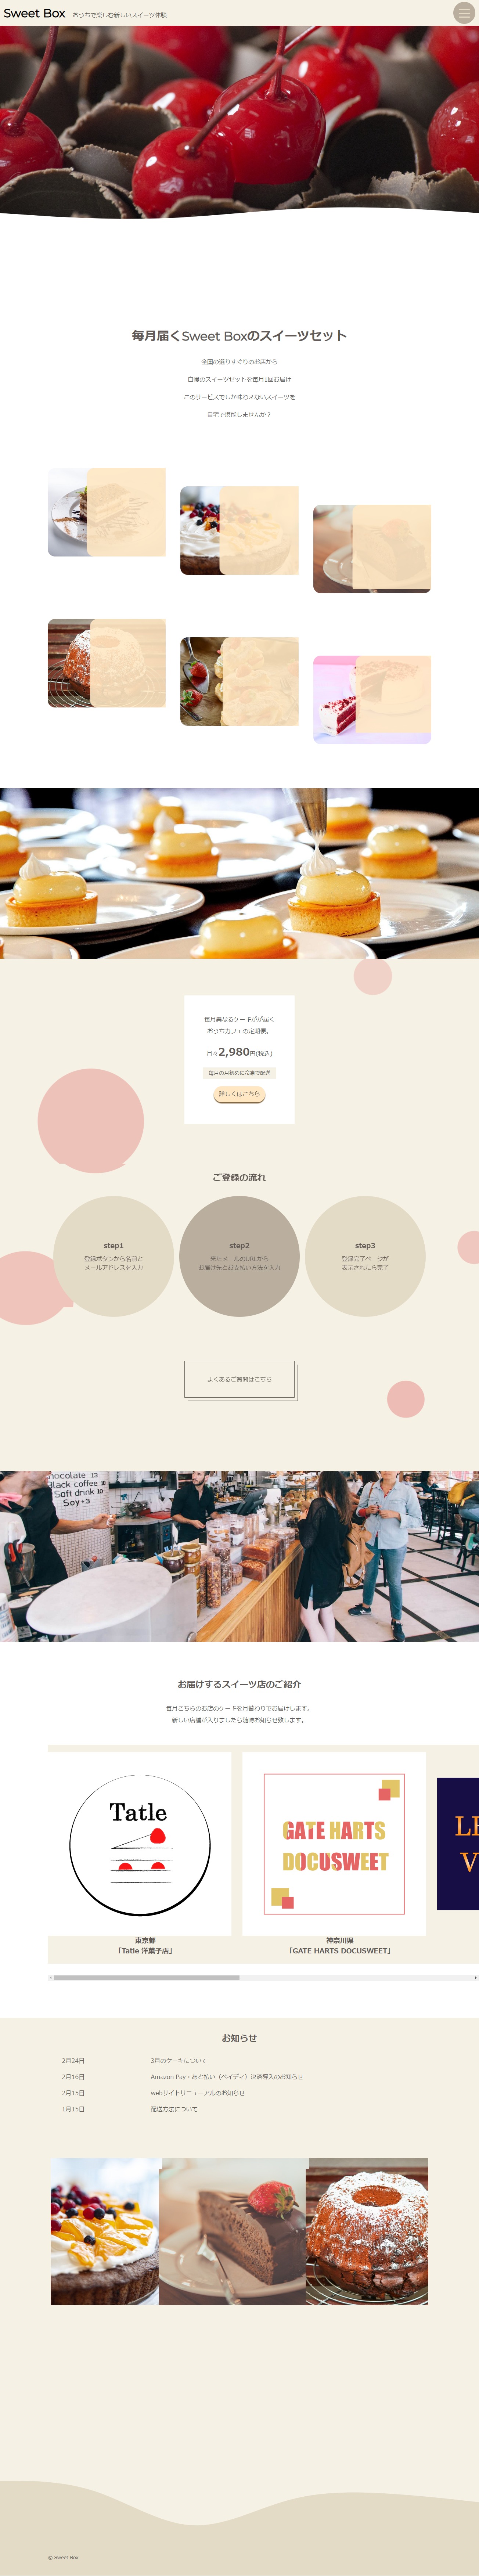 Sweet Box おうちで楽しむ新しいスイーツ体験
毎月届くSweet Boxのスイーツセット
全国の選りすぐりのお店から
自慢のスイーツセットを毎月1回お届け
このサービスでしか味わえないスイーツを
自宅で堪能しませんか？
毎月異なるケーキがが届く
おうちカフェの定期便。
月々2,980円(税込)
毎月の月初めに冷凍で配送
詳しくはこちら
ご登録の流れ
step1
登録ボタンから名前と
メールアドレスを入力
step2
来たメールのURLから
お届け先とお支払い方法を入力
step3
登録完了ページが
表示されたら完了
よくあるご質問はこちら
hocolate 13
Black coffee 10
Soft drink 10
Soy+3
お届けするスイーツ店のご紹介
毎月こちらのお店のケーキを月替わりでお届けします。
新しい店舗が入りましたら随時お知らせ致します。
Tatle
東京都
「Tatle 洋菓子店」
GATE HARTS
DOCUSWEET
神奈川県
「GATE HARTS DOCUSWEET」
LE
V
お知らせ
2月24日 3月のケーキについて
2月16日 Amazon Pay・あと払い（ペイディ）決済導入のお知らせ
2月15日 webサイトリニューアルのお知らせ
1月15日 配送方法について
© Sweet Box